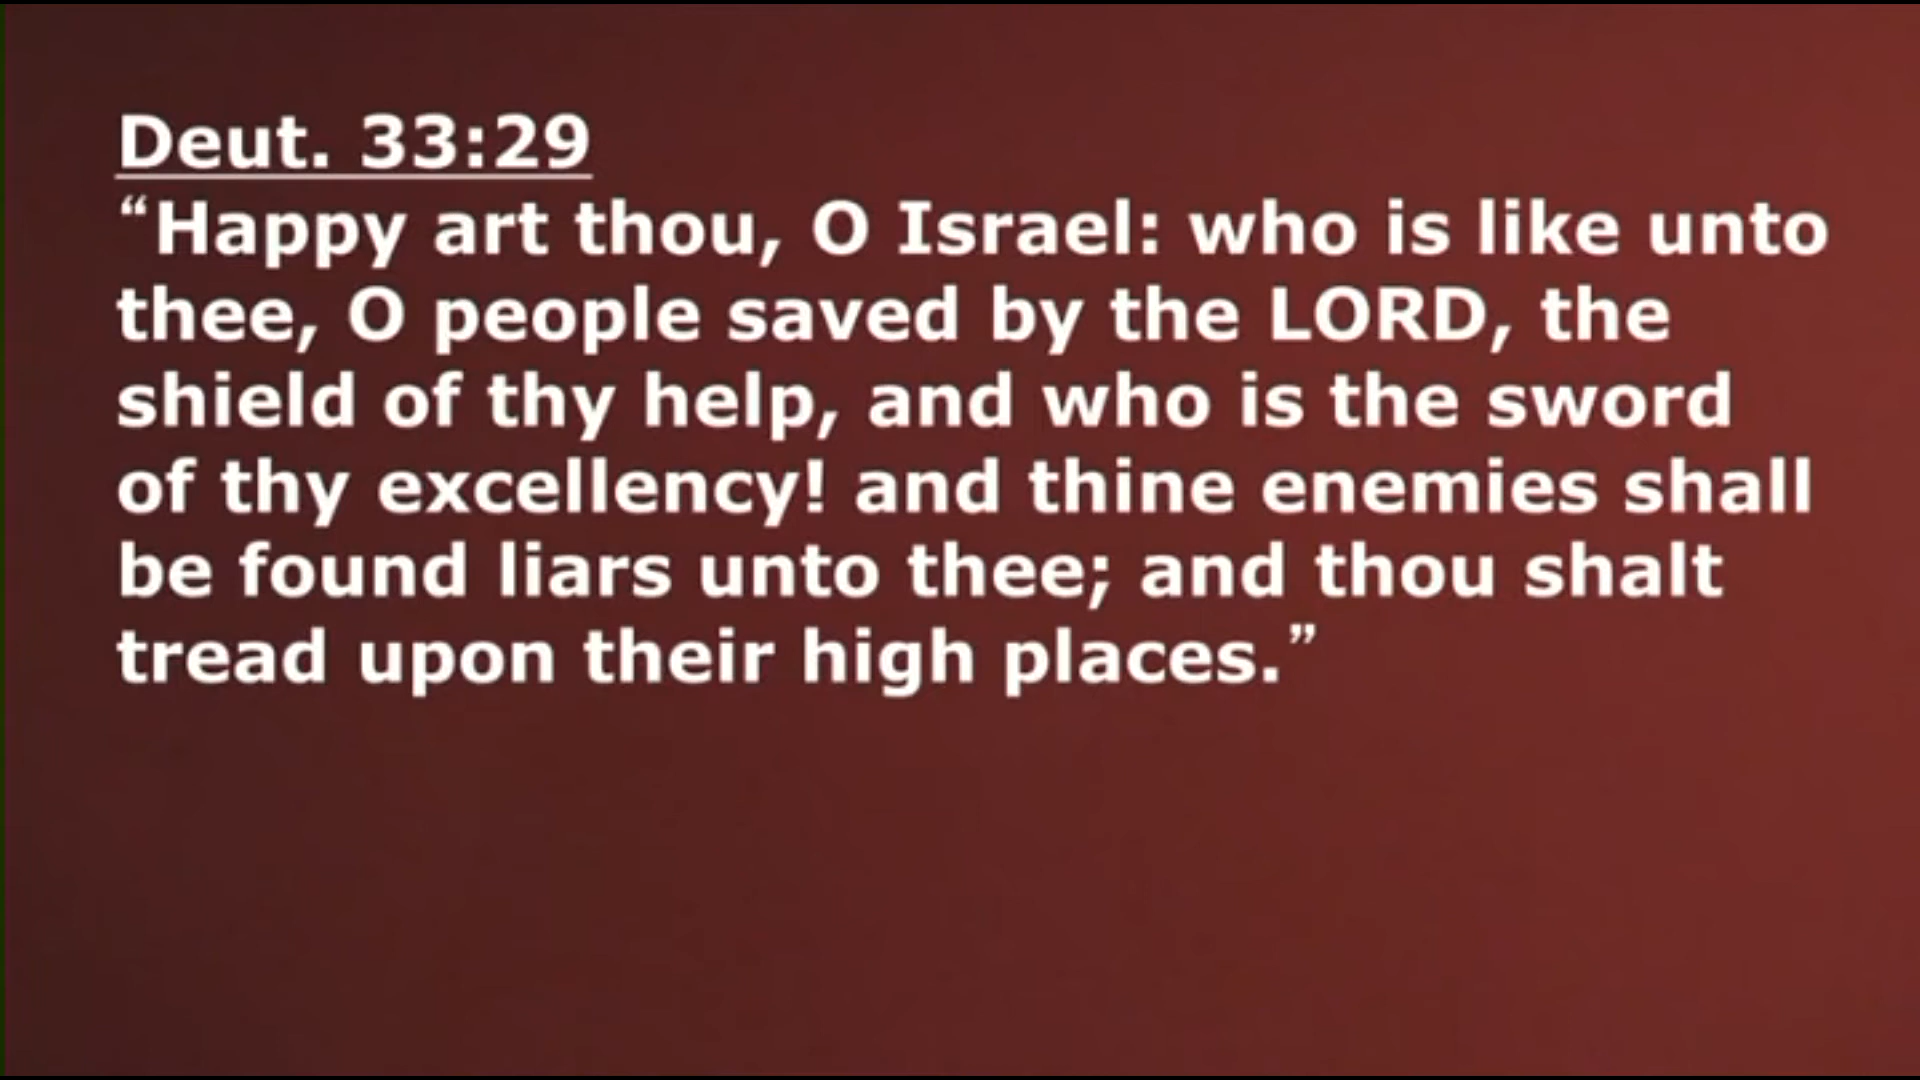 Deut. 33:29
“Happy art thou, O Israel: who is like unto
thee, O people saved by the LORD, the
shield of thy help, and who is the sword
of thy excellency! and thine enemies shall
be found liars unto thee; and thou shalt
tread upon their high places.”